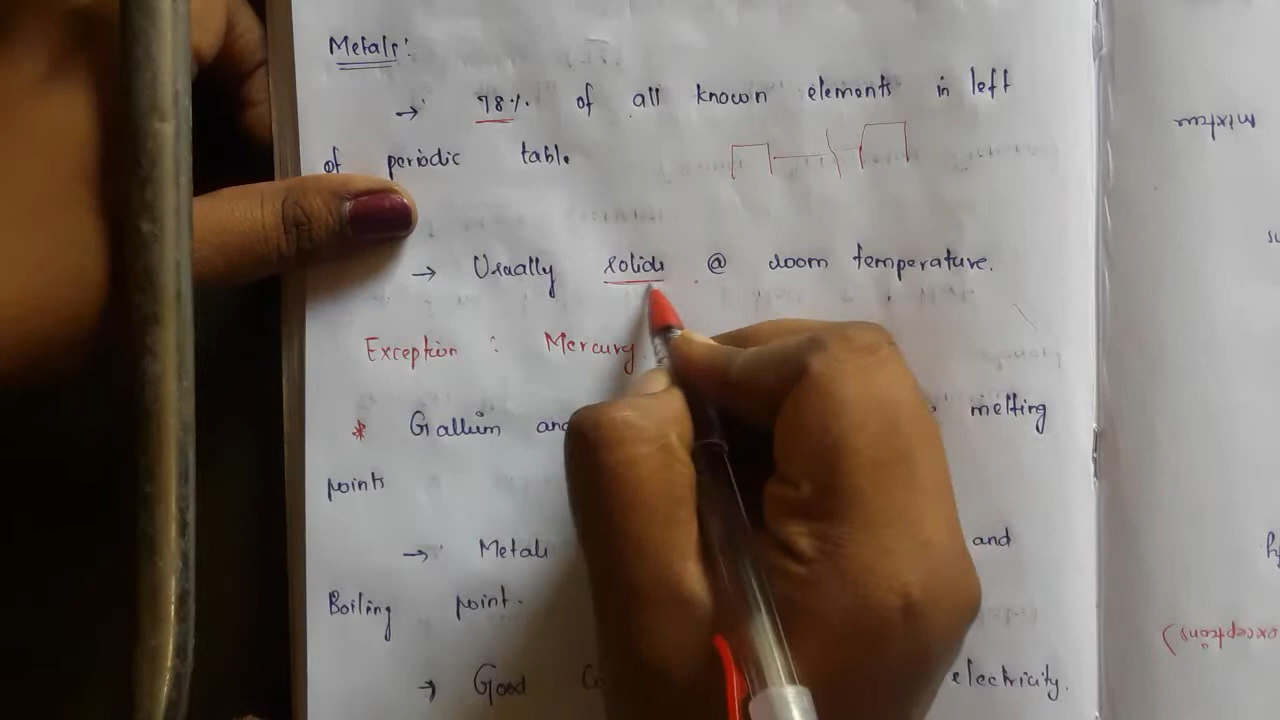 Metals:
→ 78% of all known elements in left
of periodic table
→ Usually solids @ room temperature.
Exception : Mercury.
* Gallium and melting
points
→ Metals and
Boiling point.
→ Good electricity.
mixture
exceptions)